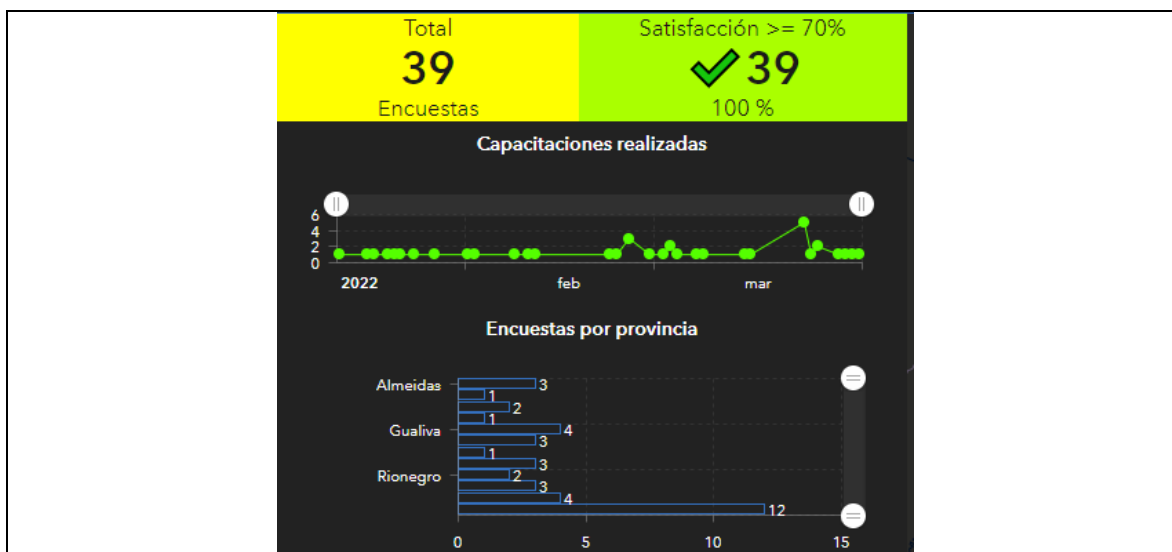 Total
39
Encuestas
Satisfacción >= 70%
39
100 %
Capacitaciones realizadas
6
4
2
0
2022 feb mar
Encuestas por provincia
Almeidas 3
1
2
1
Gualiva 4
3
1
3
Rionegro 2
3
4
12
0 5 10 15